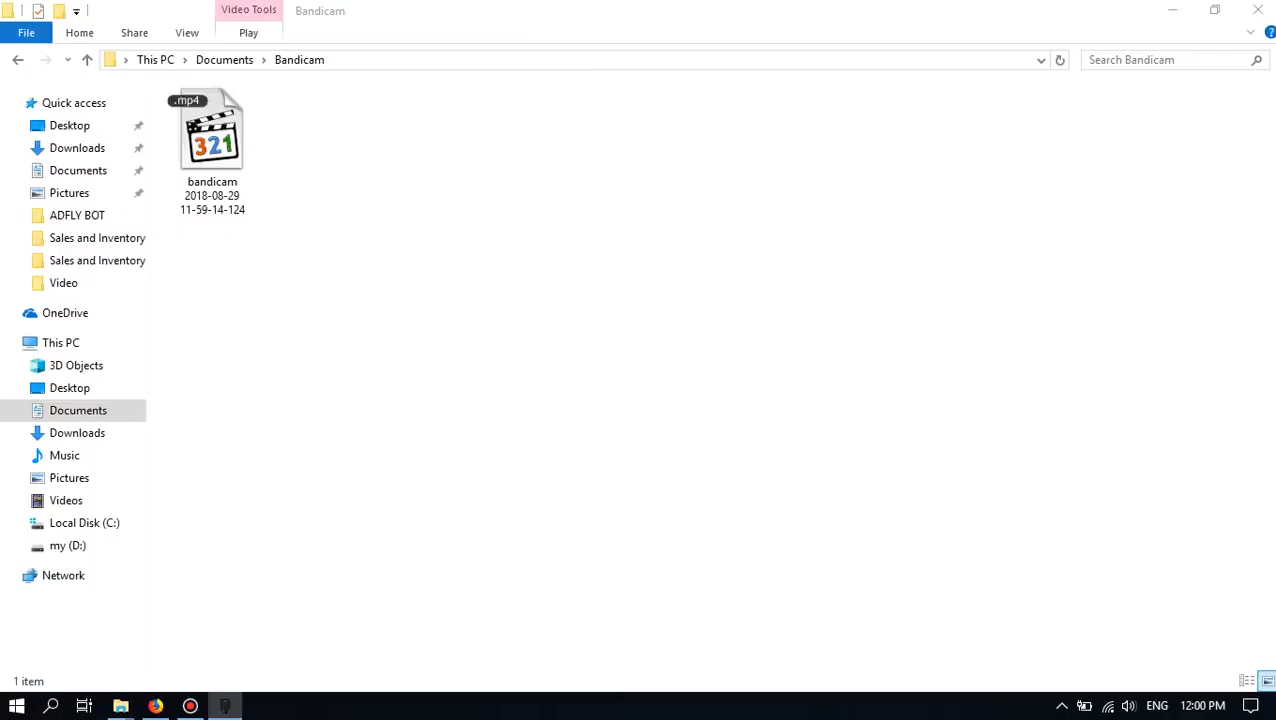 Video Tools
Bandicam
File
Home
Share
View
Play
This PC
Documents
Bandicam
Search Bandicam
Quick access
Desktop
Downloads
Documents
Pictures
ADFLY BOT
Sales and Inventory
Sales and Inventory
Video
OneDrive
This PC
3D Objects
Desktop
Documents
Downloads
Music
Pictures
Videos
Local Disk (C:)
my (D:)
Network
.mp4
321
bandicam
2018-08-29
11-59-14-124
1 item
ENG
12:00 PM